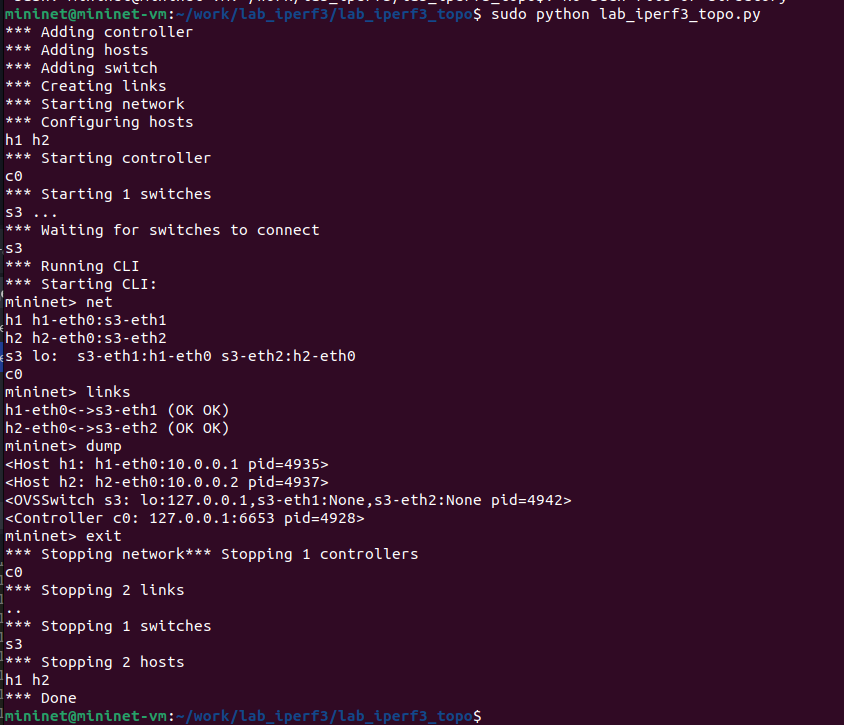 mininet@mininet-vm:~/work/lab_iperf3/lab_iperf3_topo$ sudo python lab_iperf3_topo.py
*** Adding controller
*** Adding hosts
*** Adding switch
*** Creating links
*** Starting network
*** Configuring hosts
h1 h2
*** Starting controller
c0
*** Starting 1 switches
s3 ...
*** Waiting for switches to connect
s3
*** Running CLI
*** Starting CLI:
mininet> net
h1 h1-eth0:s3-eth1
h2 h2-eth0:s3-eth2
s3 lo:  s3-eth1:h1-eth0 s3-eth2:h2-eth0
c0
mininet> links
h1-eth0<->s3-eth1 (OK OK)
h2-eth0<->s3-eth2 (OK OK)
mininet> dump
<Host h1: h1-eth0:10.0.0.1 pid=4935>
<Host h2: h2-eth0:10.0.0.2 pid=4937>
<OVSSwitch s3: lo:127.0.0.1,s3-eth1:None,s3-eth2:None pid=4942>
<Controller c0: 127.0.0.1:6653 pid=4928>
mininet> exit
*** Stopping network*** Stopping 1 controllers
c0
*** Stopping 2 links
..
*** Stopping 1 switches
s3
*** Stopping 2 hosts
h1 h2
*** Done
mininet@mininet-vm:~/work/lab_iperf3/lab_iperf3_topo$